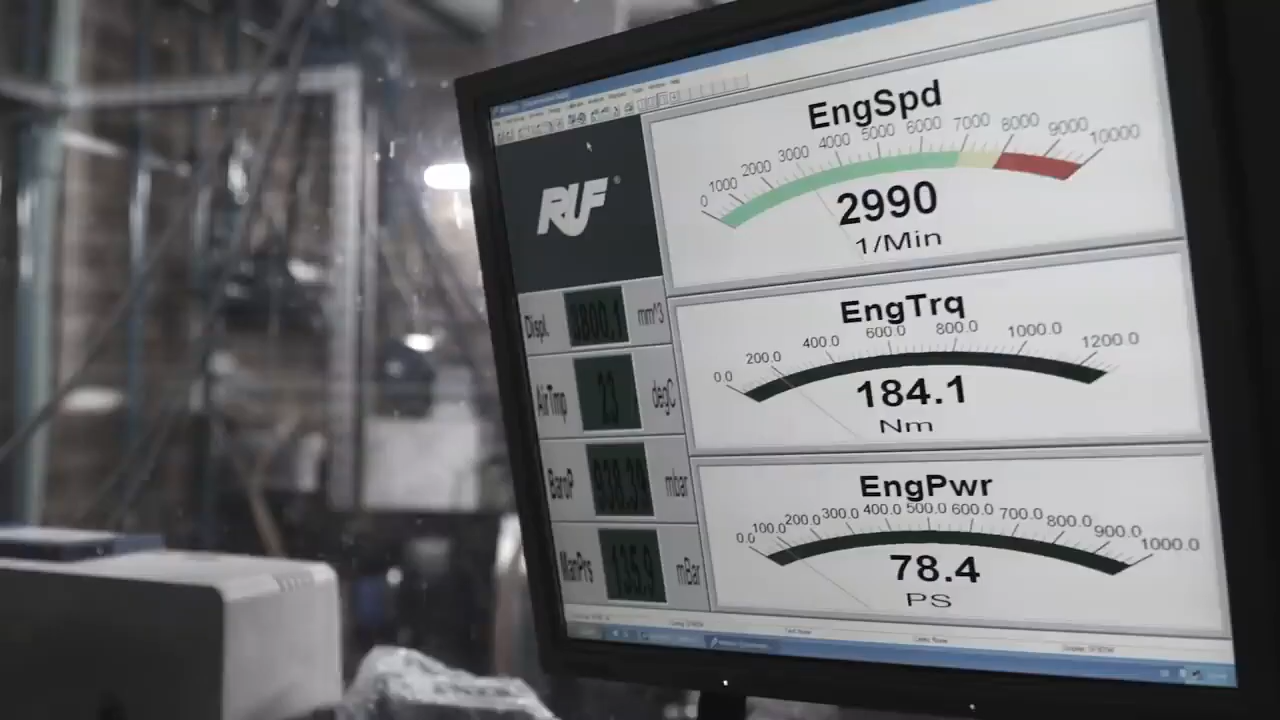 RUF®
EngSpd
0 1000 2000 3000 4000 5000 6000 7000 8000 9000 10000
2990
1/Min
Displ. 3800.1 mm^3
AirTmp 23 degC
BaroP 938.39 mbar
ManPrs 135.9 mBar
EngTrq
0.0 200.0 400.0 600.0 800.0 1000.0 1200.0
184.1
Nm
EngPwr
0.0 100.0 200.0 300.0 400.0 500.0 600.0 700.0 800.0 900.0 1000.0
78.4
PS